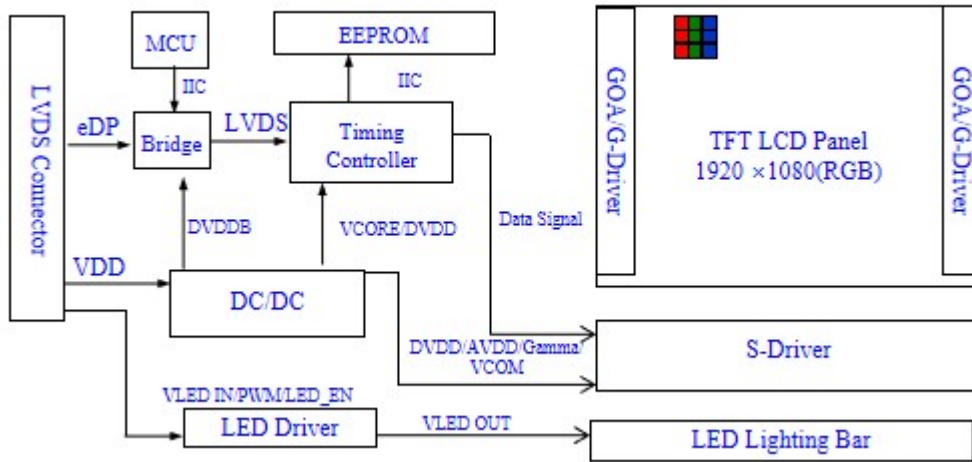 MCU
EEPROM
IIC
IIC
LVDS Connector
eDP
Bridge
LVDS
Timing
Controller
GOA/G-Driver
TFT LCD Panel
1920 ×1080(RGB)
GOA/G-Driver
DVDDB
VCORE/DVDD
Data Signal
VDD
DC/DC
DVDD/AVDD/Gamma/
VCOM
S-Driver
VLED IN/PWM/LED_EN
LED Driver
VLED OUT
LED Lighting Bar